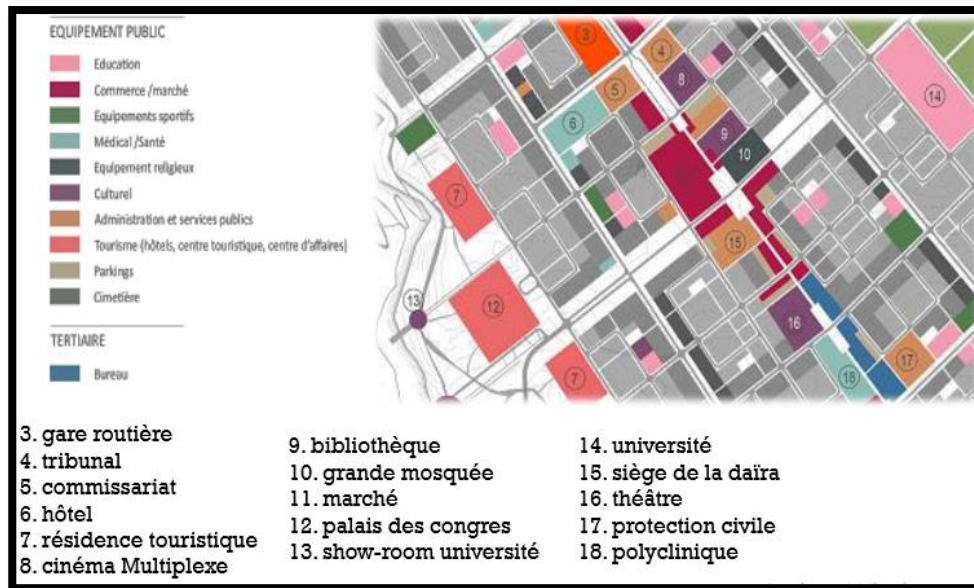 EQUIPEMENT PUBLIC
Education
Commerce /marché
Equipements sportifs
Médical /Santé
Equipement religieux
Culturel
Administration et services publics
Tourisme (hôtels, centre touristique, centre d'affaires)
Parkings
Cimetière
TERTIAIRE
Bureau
3
4
5
8
6
9
10
14
7
15
13
12
16
7
18
17
3. gare routière
4. tribunal
5. commissariat
6. hôtel
7. résidence touristique
8. cinéma Multiplexe
9. bibliothèque
10. grande mosquée
11. marché
12. palais des congres
13. show-room université
14. université
15. siège de la daïra
16. théâtre
17. protection civile
18. polyclinique